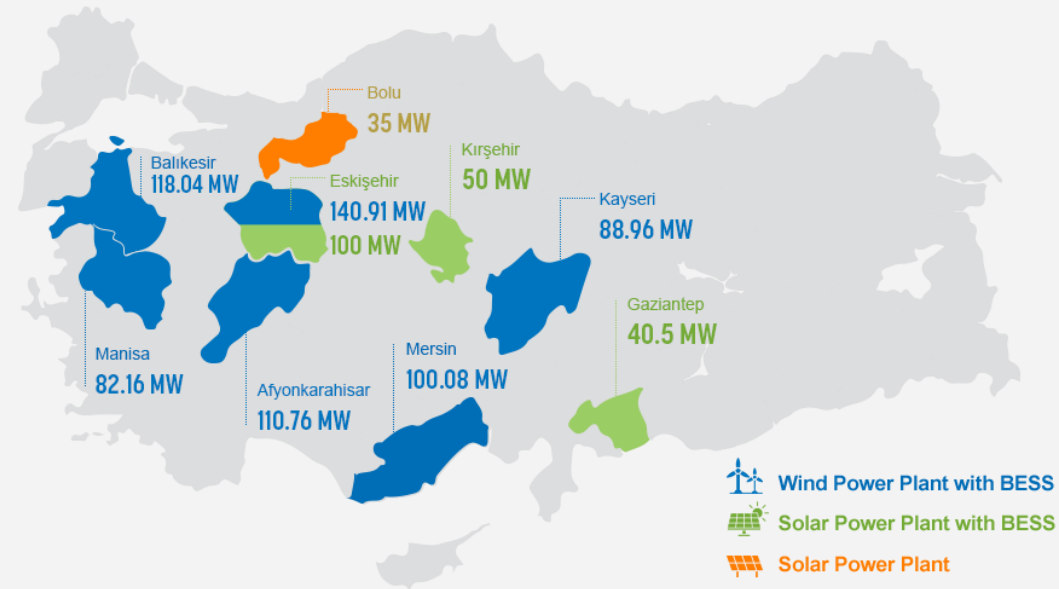 Bolu
35 MW
Balıkesir
118.04 MW
Eskişehir
140.91 MW
100 MW
Kırşehir
50 MW
Kayseri
88.96 MW
Gaziantep
40.5 MW
Manisa
82.16 MW
Afyonkarahisar
110.76 MW
Mersin
100.08 MW
Wind Power Plant with BESS
Solar Power Plant with BESS
Solar Power Plant